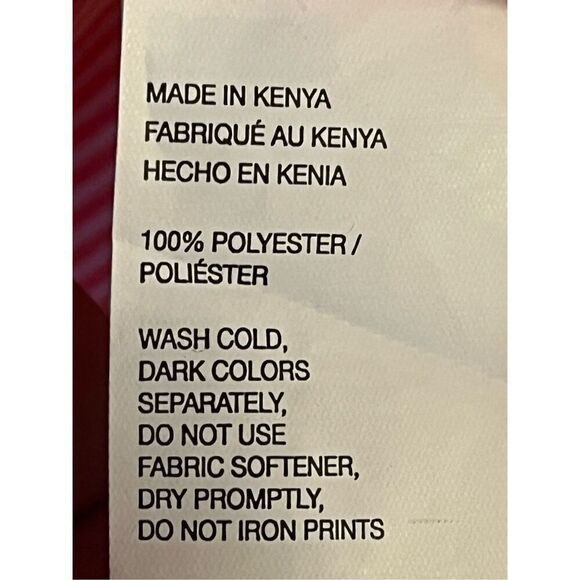 MADE IN KENYA
FABRIQUÉ AU KENYA
HECHO EN KENIA
100% POLYESTER /
POLIÉSTER
WASH COLD,
DARK COLORS
SEPARATELY,
DO NOT USE
FABRIC SOFTENER,
DRY PROMPTLY,
DO NOT IRON PRINTS